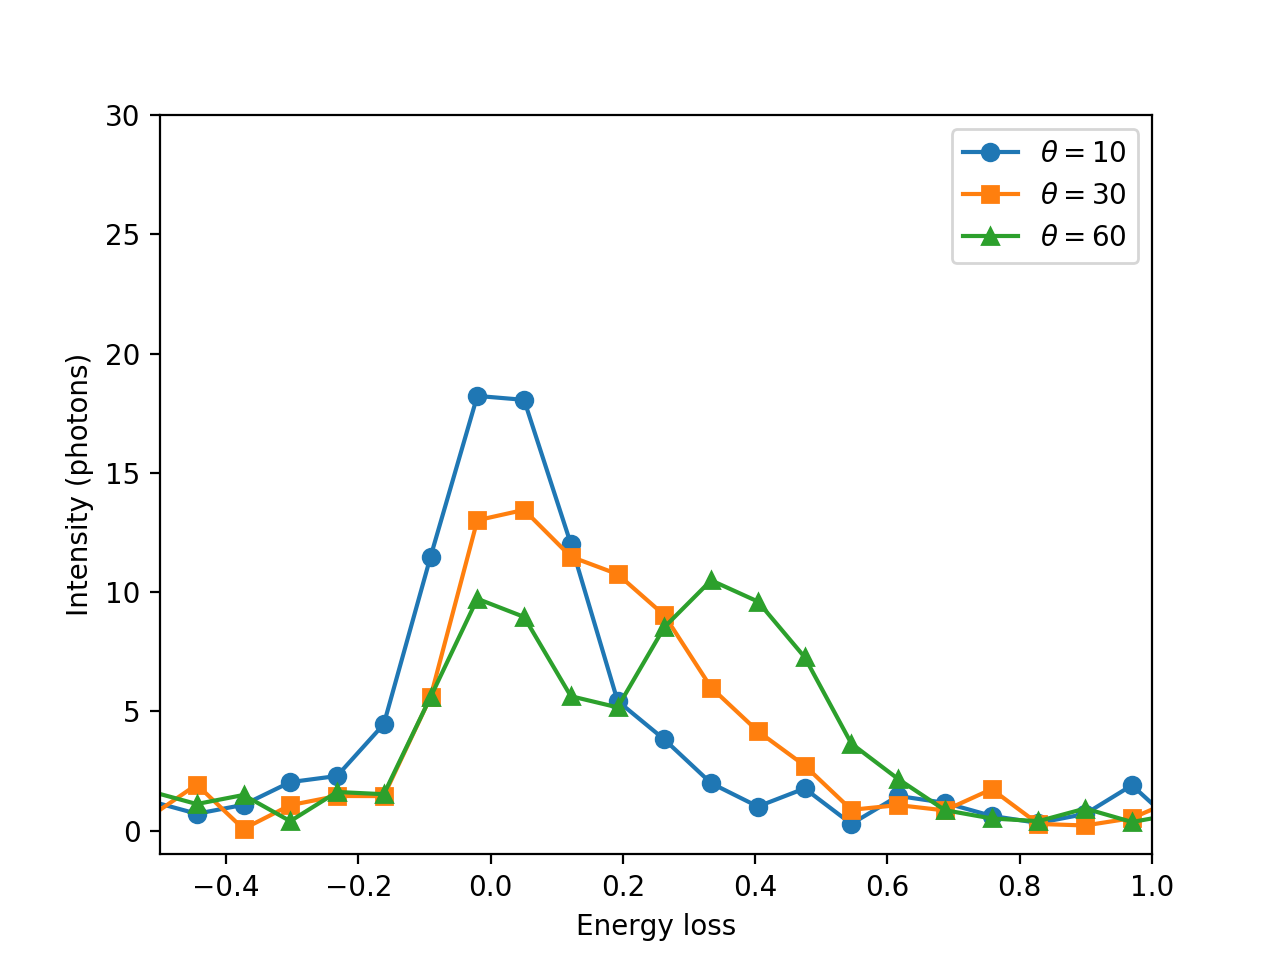 30
25
20
15
10
5
0
Intensity (photons)
θ = 10
θ = 30
θ = 60
−0.4 −0.2 0.0 0.2 0.4 0.6 0.8 1.0
Energy loss